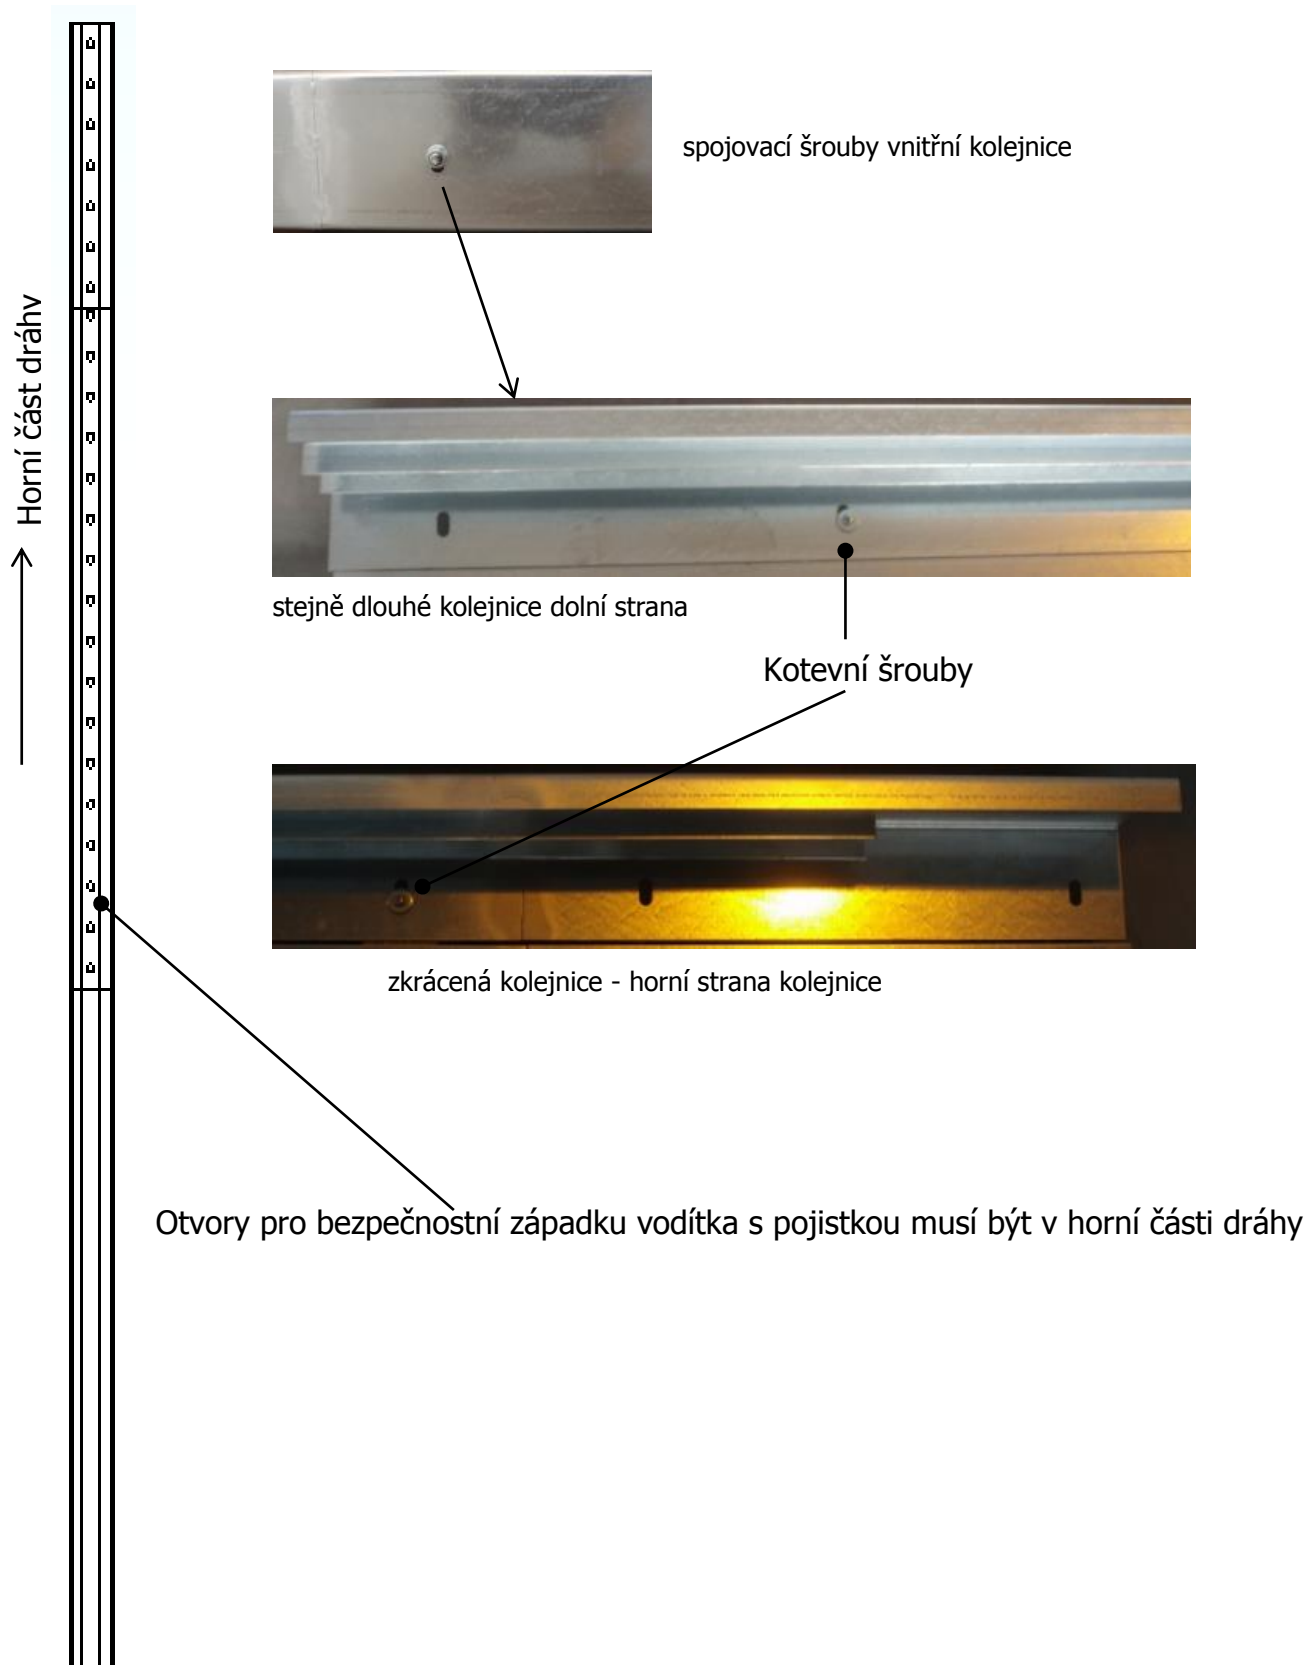 spojovací šrouby vnitřní kolejnice
Horní část dráhv
stejně dlouhé kolejnice dolní strana
Kotevní šrouby
zkrácená kolejnice - horní strana kolejnice
Otvory pro bezpečnostní západku vodítka s pojistkou musí být v horní části dráhy